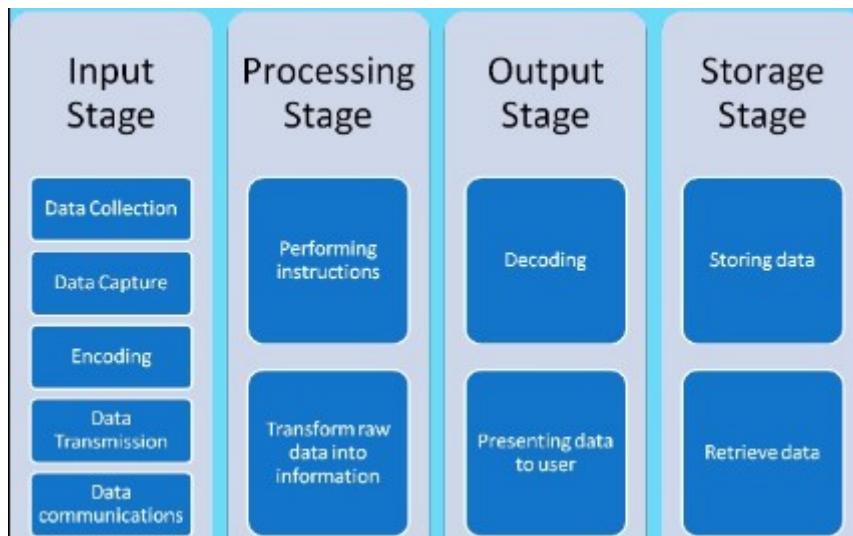 Input
Stage
Data Collection
Data Capture
Encoding
Data
Transmission
Data
communications
Processing
Stage
Performing
instructions
Transform raw
data into
information
Output
Stage
Decoding
Presenting data
to user
Storage
Stage
Storing data
Retrieve data